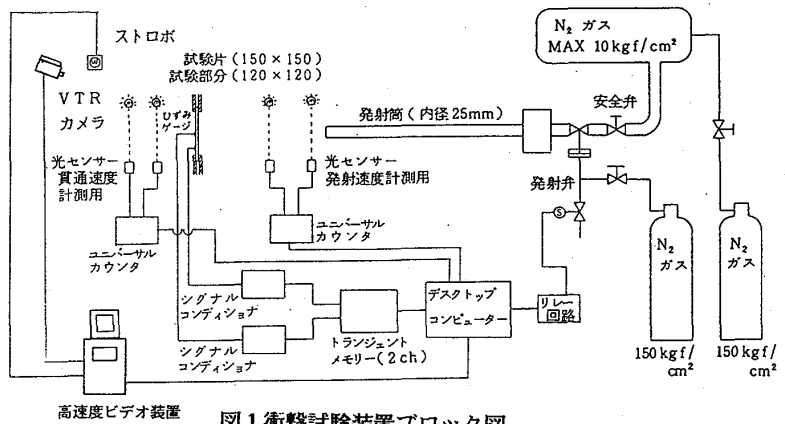 ストロボ
VTR
カメラ
試験片(150×150)
試験部分(120×120)
ひずみ
ゲージ
光センサー
貫通速度
計測用
光センサー
発射速度計測用
発射筒(内径25mm)
N₂ ガス
MAX 10kgf/cm²
安全弁
発射弁
S
ユニバーサル
カウンタ
ユニバーサル
カウンタ
シグナル
コンディショナ
シグナル
コンディショナ
トランジェント
メモリー(2ch)
デスクトップ
コンピューター
リレー
回路
N₂
ガス
N₂
ガス
150kgf/
cm²
150kgf/
cm²
高速度ビデオ装置
図1衝撃試験装置ブロック図